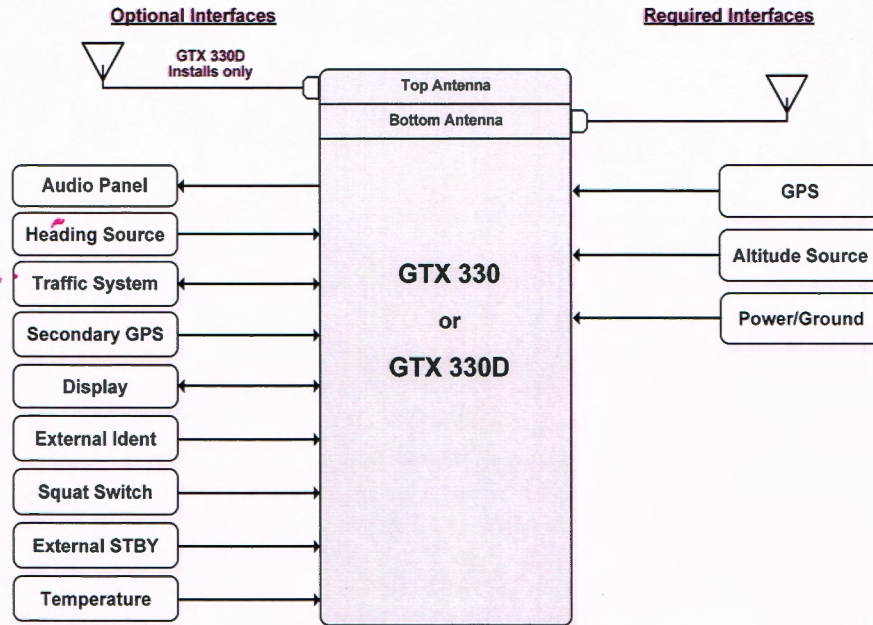 Optional Interfaces
Required Interfaces
GTX 330D
Installs only
Top Antenna
Bottom Antenna
Audio Panel
Heading Source
Traffic System
Secondary GPS
Display
External Ident
Squat Switch
External STBY
Temperature
GTX 330
or
GTX 330D
GPS
Altitude Source
Power/Ground